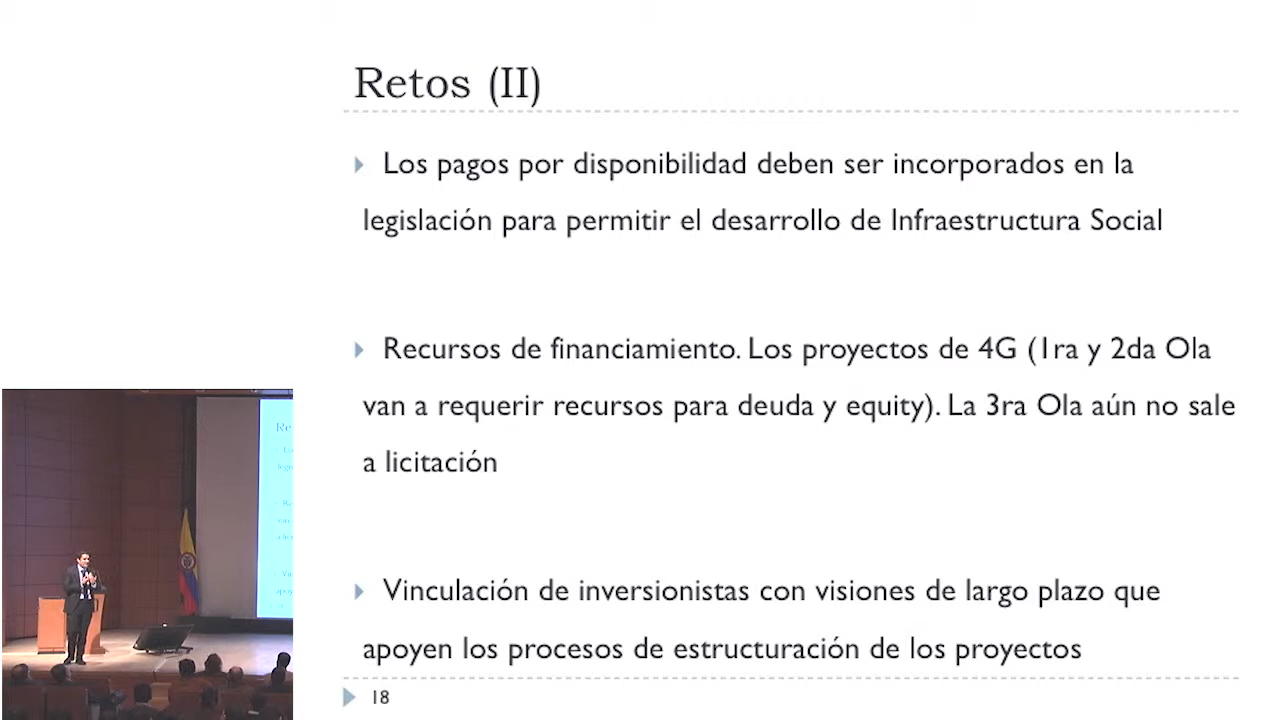 Retos (II)
Los pagos por disponibilidad deben ser incorporados en la
legislación para permitir el desarrollo de Infraestructura Social
Recursos de financiamiento. Los proyectos de 4G (1ra y 2da Ola
van a requerir recursos para deuda y equity). La 3ra Ola aún no sale
a licitación
Vinculación de inversionistas con visiones de largo plazo que
apoyen los procesos de estructuración de los proyectos
18
Re